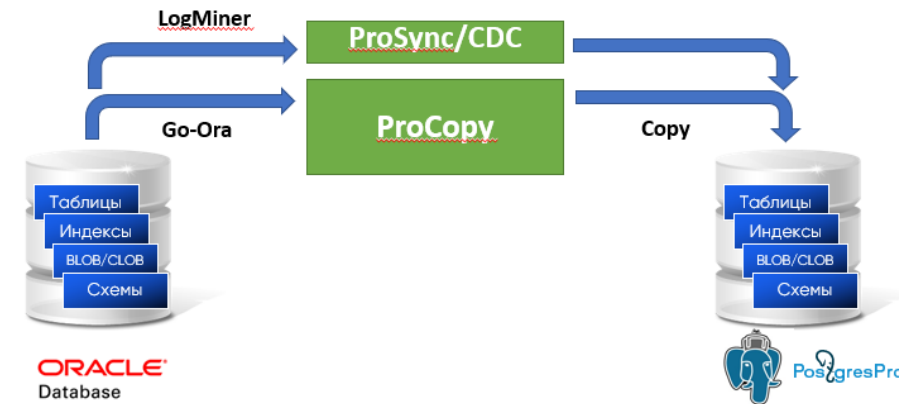 LogMiner
ProSync/CDC
Go-Ora
ProCopy
Copy
Таблицы
Индексы
BLOB/CLOB
Схемы
Таблицы
Индексы
BLOB/CLOB
Схемы
ORACLE
Database
PostgresPro